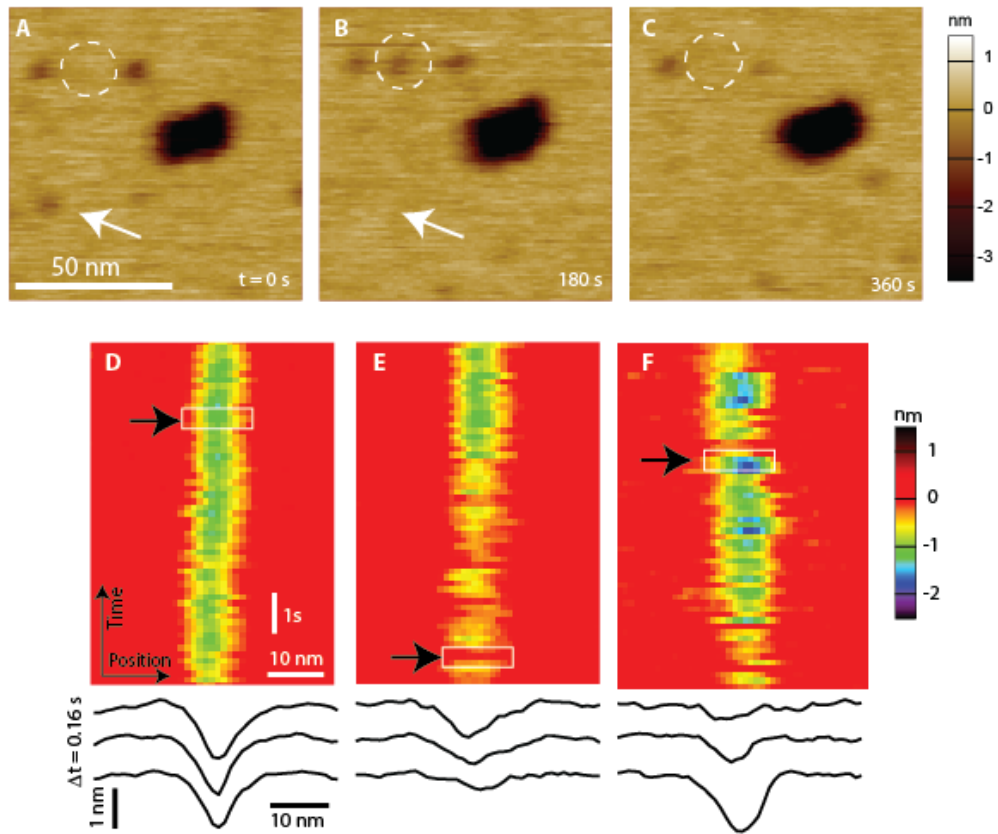 A
B
C
nm
1
0
-1
-2
-3
50 nm
t = 0 s
180 s
360 s
D
E
F
nm
1
0
-1
-2
Time
Position
1s
10 nm
Δt = 0.16 s
1 nm
10 nm